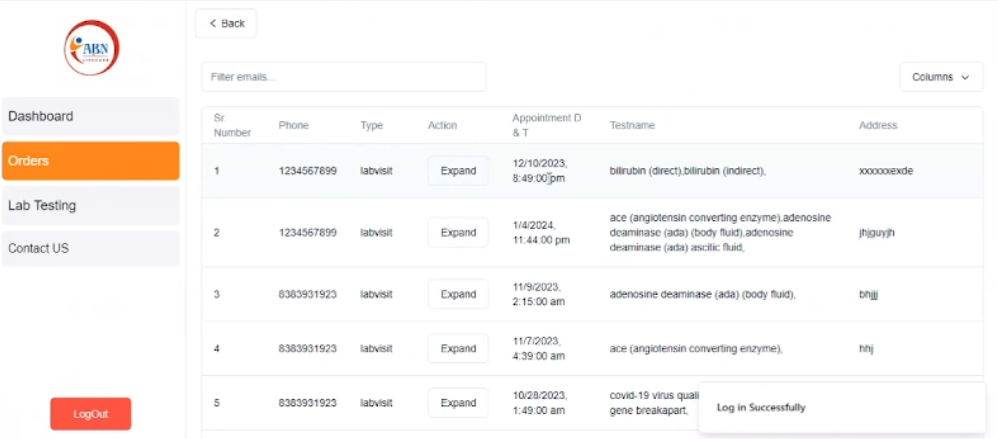 ABN
LIFECARE
Dashboard
Orders
Lab Testing
Contact US
LogOut
Back
Filter emails...
Columns
Sr. Number Phone Type Action Appointment D & T Testname Address
1 1234567899 labvisit Expand 12/10/2023, 8:49:00 pm bilirubin (direct),bilirubin (indirect), xxxxxxexde
2 1234567899 labvisit Expand 1/4/2024, 11:44:00 pm ace (angiotensin converting enzyme),adenosine deaminase (ada) (body fluid),adenosine deaminase (ada) ascitic fluid, jhjguyjh
3 8383931923 labvisit Expand 11/9/2023, 2:15:00 am adenosine deaminase (ada) (body fluid), bhjjj
4 8383931923 labvisit Expand 11/7/2023, 4:39:00 am ace (angiotensin converting enzyme), hhj
5 8383931923 labvisit Expand 10/28/2023, 1:49:00 am covid-19 virus quali gene breakapart,
Log in Successfully